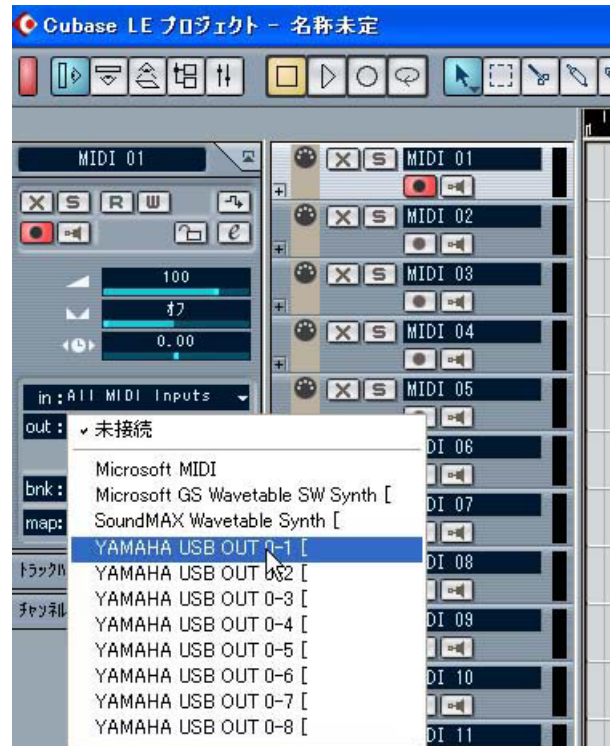 Cubase LE プロジェクト - 名称未定
MIDI 01
X S R W
e
100
ｵﾌ
0.00
in : All MIDI Inputs
out :
bnk :
map:
トラックハ
チャンネル
未接続
Microsoft MIDI
Microsoft GS Wavetable SW Synth [
SoundMAX Wavetable Synth [
YAMAHA USB OUT 0-1 [
YAMAHA USB OUT 0-2 [
YAMAHA USB OUT 0-3 [
YAMAHA USB OUT 0-4 [
YAMAHA USB OUT 0-5 [
YAMAHA USB OUT 0-6 [
YAMAHA USB OUT 0-7 [
YAMAHA USB OUT 0-8 [
X S MIDI 01
X S MIDI 02
X S MIDI 03
X S MIDI 04
X S MIDI 05
DI 06
DI 07
DI 08
DI 09
DI 10
DI 11
1